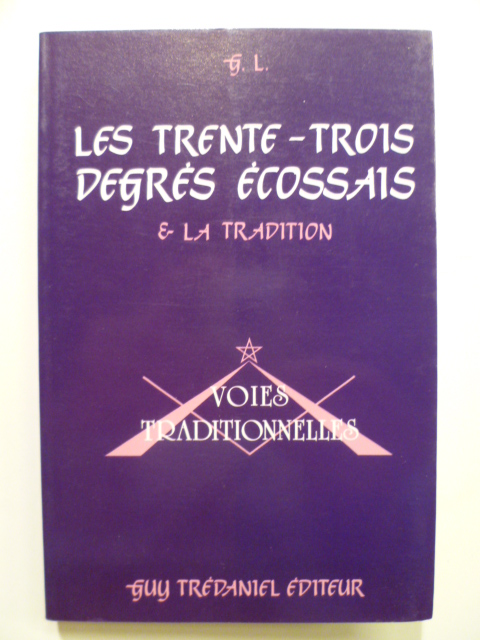 G. L.
LES TRENTE-TROIS
DEGRÉS ÉCOSSAIS
& LA TRADITION
VOIES
TRADITIONNELLES
GUY TRÉDANIEL ÉDITEUR